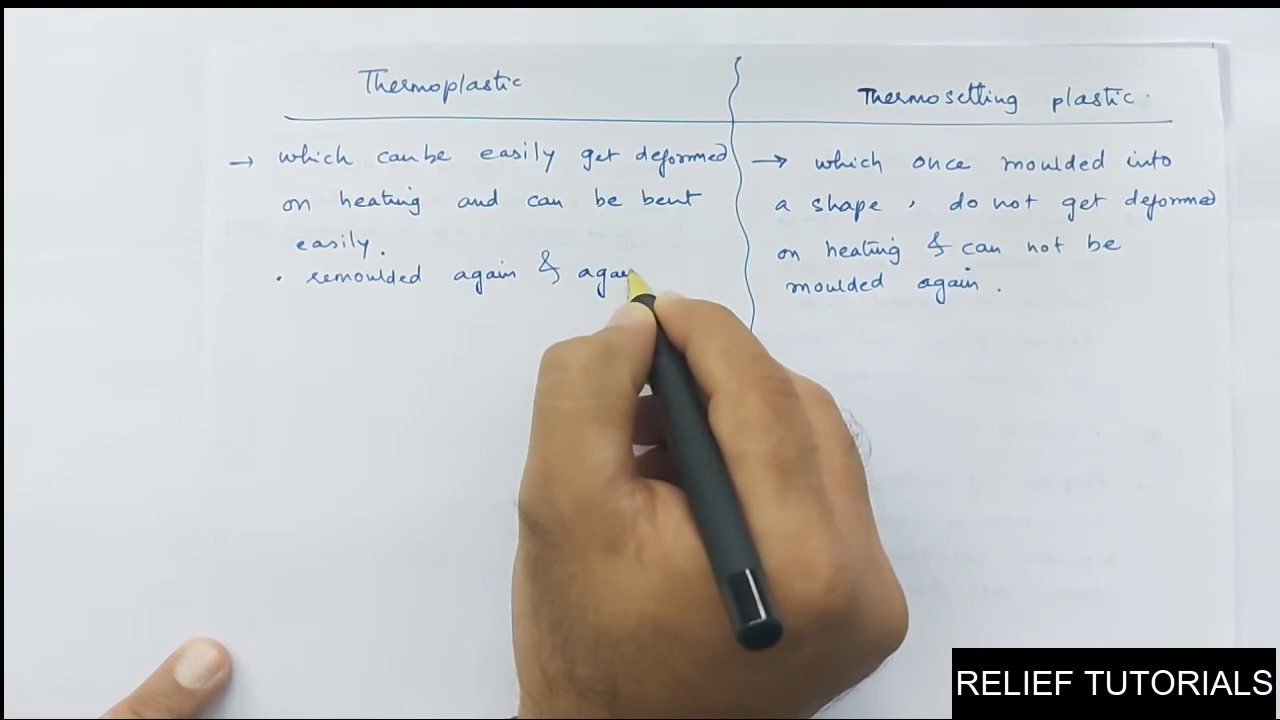 Thermoplastic
→ which can be easily get deformed
on heating and can be bent
easily.
. remoulded again & again
Thermosetting plastic.
→ which once moulded into
a shape, do not get deformed
on heating & can not be
moulded again.
RELIEF TUTORIALS